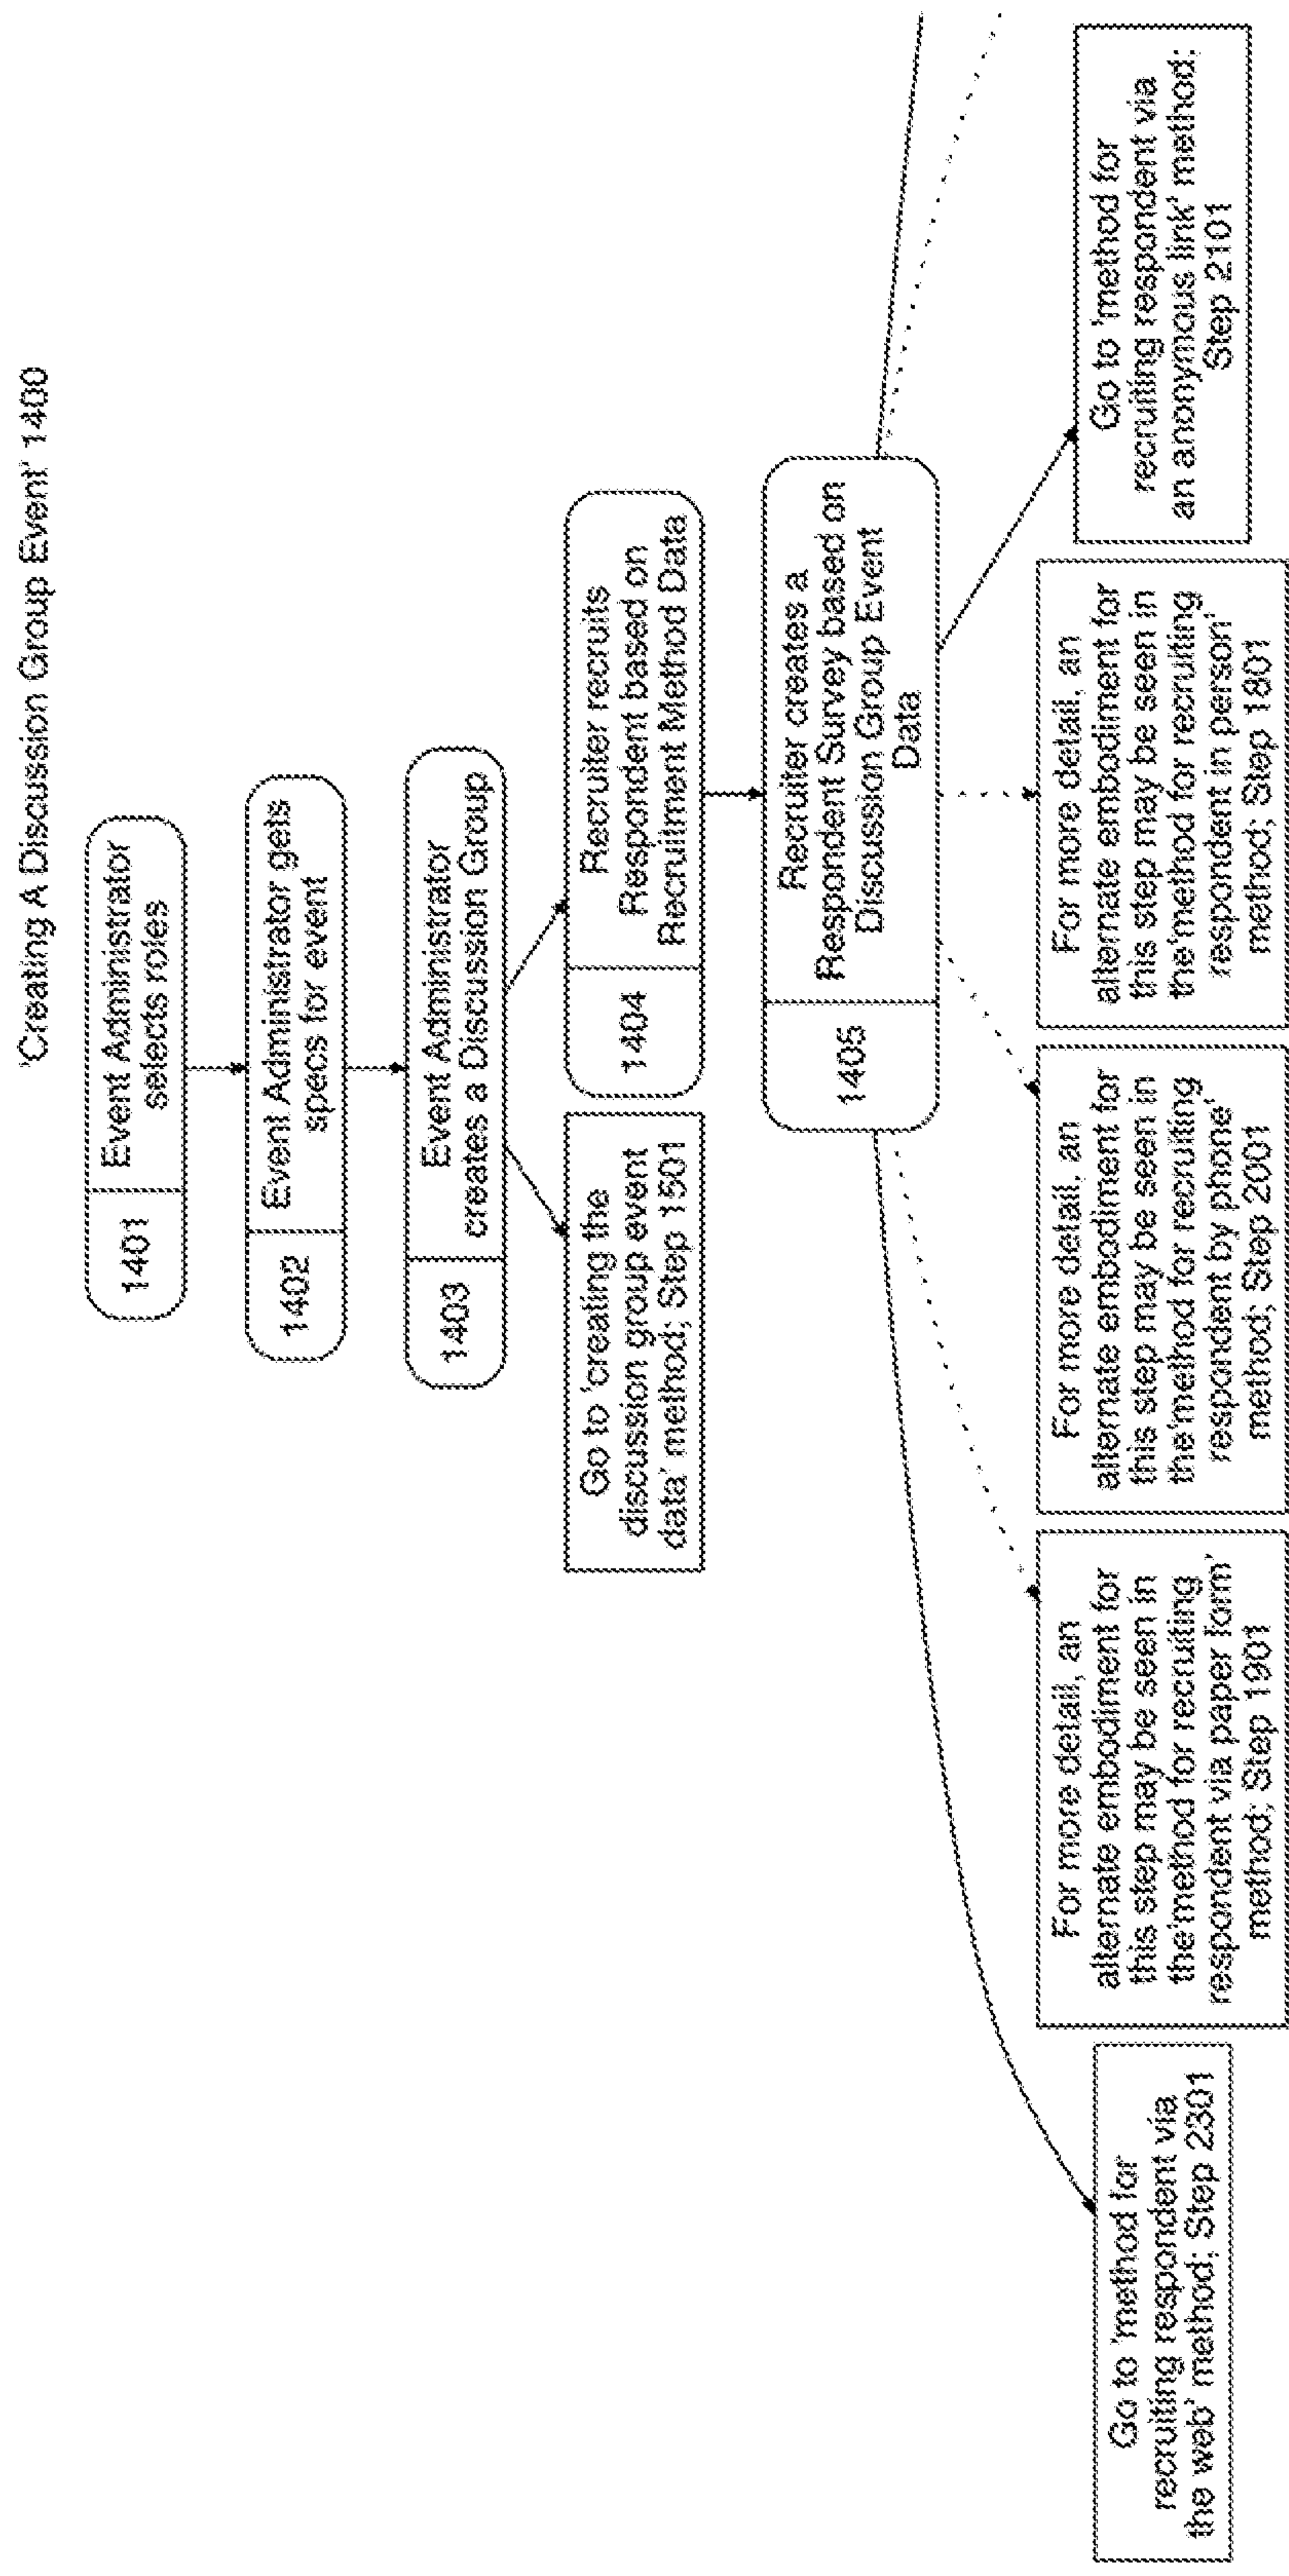 'Creating A Discussion Group Event' 1400
1401
Event Administrator
selects roles
1402
Event Administrator gets
specs for event
1403
Event Administrator
creates a Discussion Group
Go to 'creating the
discussion group event
data' method; Step 1501
1404
Recruiter recruits
Respondent based on
Recruitment Method Data
1405
Recruiter creates a
Respondent Survey based on
Discussion Group Event
Data
Go to 'method for
recruiting respondent via
the web' method; Step 2301
For more detail, an
alternate embodiment for
this step may be seen in
the'method for recruiting
respondent via paper form'
method; Step 1901
For more detail, an
alternate embodiment for
this step may be seen in
the'method for recruiting
respondent by phone'
method; Step 2001
For more detail, an
alternate embodiment for
this step may be seen in
the'method for recruiting
respondent in person'
method; Step 1801
Go to 'method for
recruiting respondent via
an anonymous link' method;
Step 2101